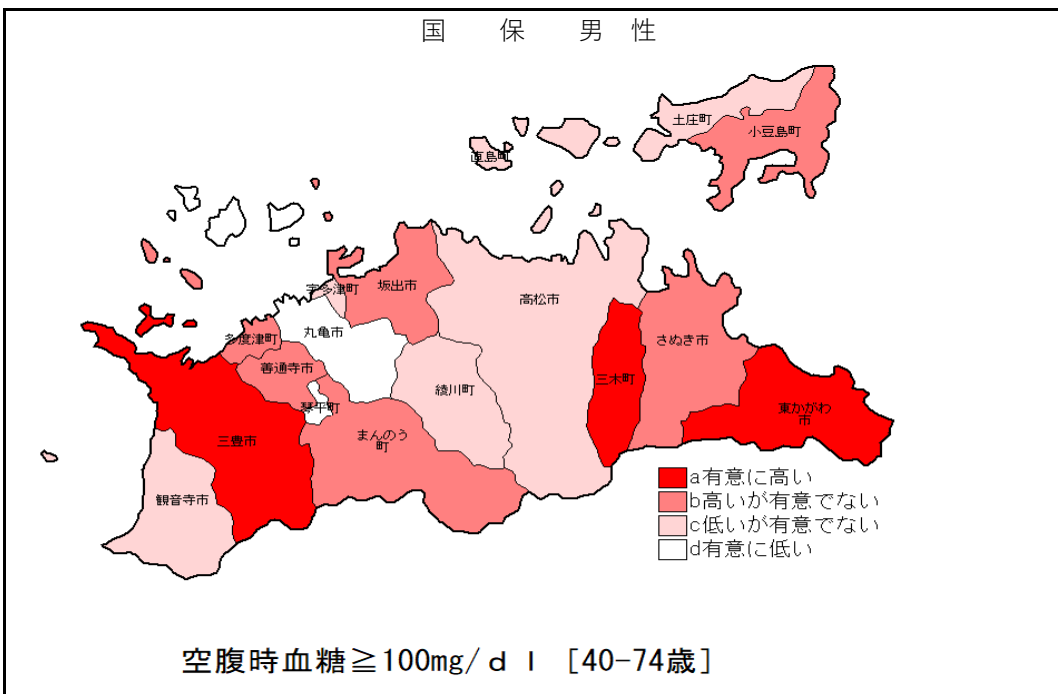 国 保 男 性
土庄町
小豆島町
直島町
宇多津町
坂出市
高松市
丸亀市
多度津町
さぬき市
善通寺市
三木町
綾川町
琴平町
東かがわ
市
まんのう
町
三豊市
観音寺市
a有意に高い
b高いが有意でない
c低いが有意でない
d有意に低い
空腹時血糖≧100mg/ｄｌ [40-74歳]